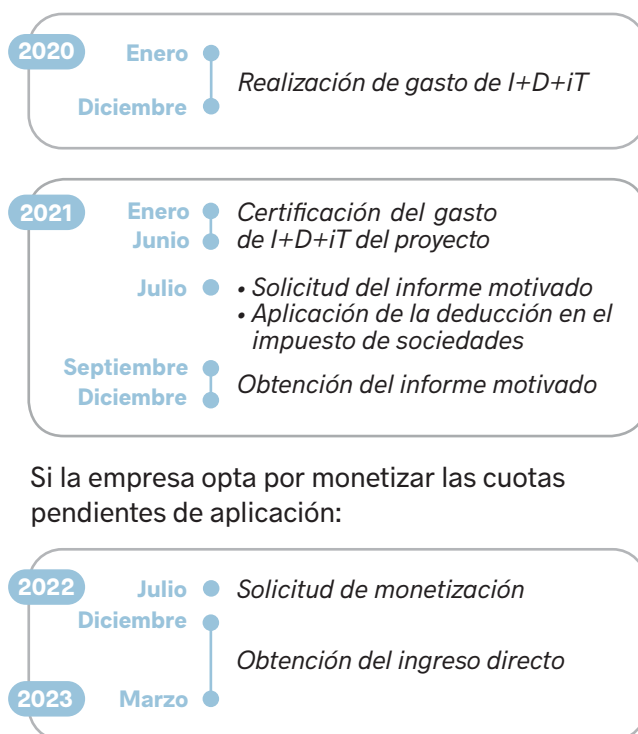 2020
Enero
Realización de gasto de I+D+iT
Diciembre
2021
Enero
Certificación del gasto
Junio
de I+D+iT del proyecto
Julio
• Solicitud del informe motivado
• Aplicación de la deducción en el
impuesto de sociedades
Septiembre
Obtención del informe motivado
Diciembre
Si la empresa opta por monetizar las cuotas
pendientes de aplicación:
2022
Julio
Solicitud de monetización
Diciembre
Obtención del ingreso directo
2023
Marzo